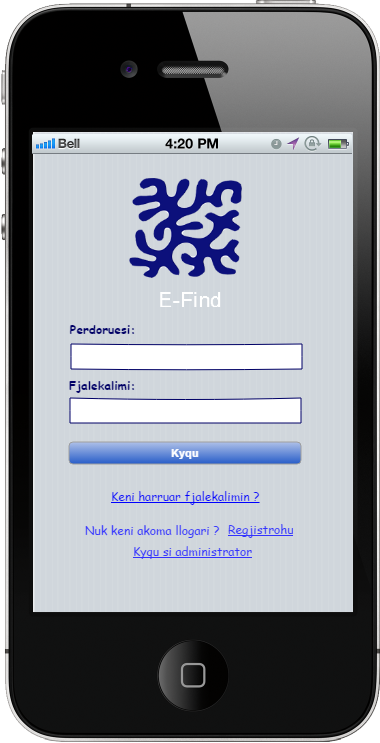 Bell 4:20 PM
E-Find
Perdoruesi:
Fjalekalimi:
Kyqu
Keni harruar fjalekalimin ?
Nuk keni akoma llogari ? Regjistrohu
Kyqu si administrator